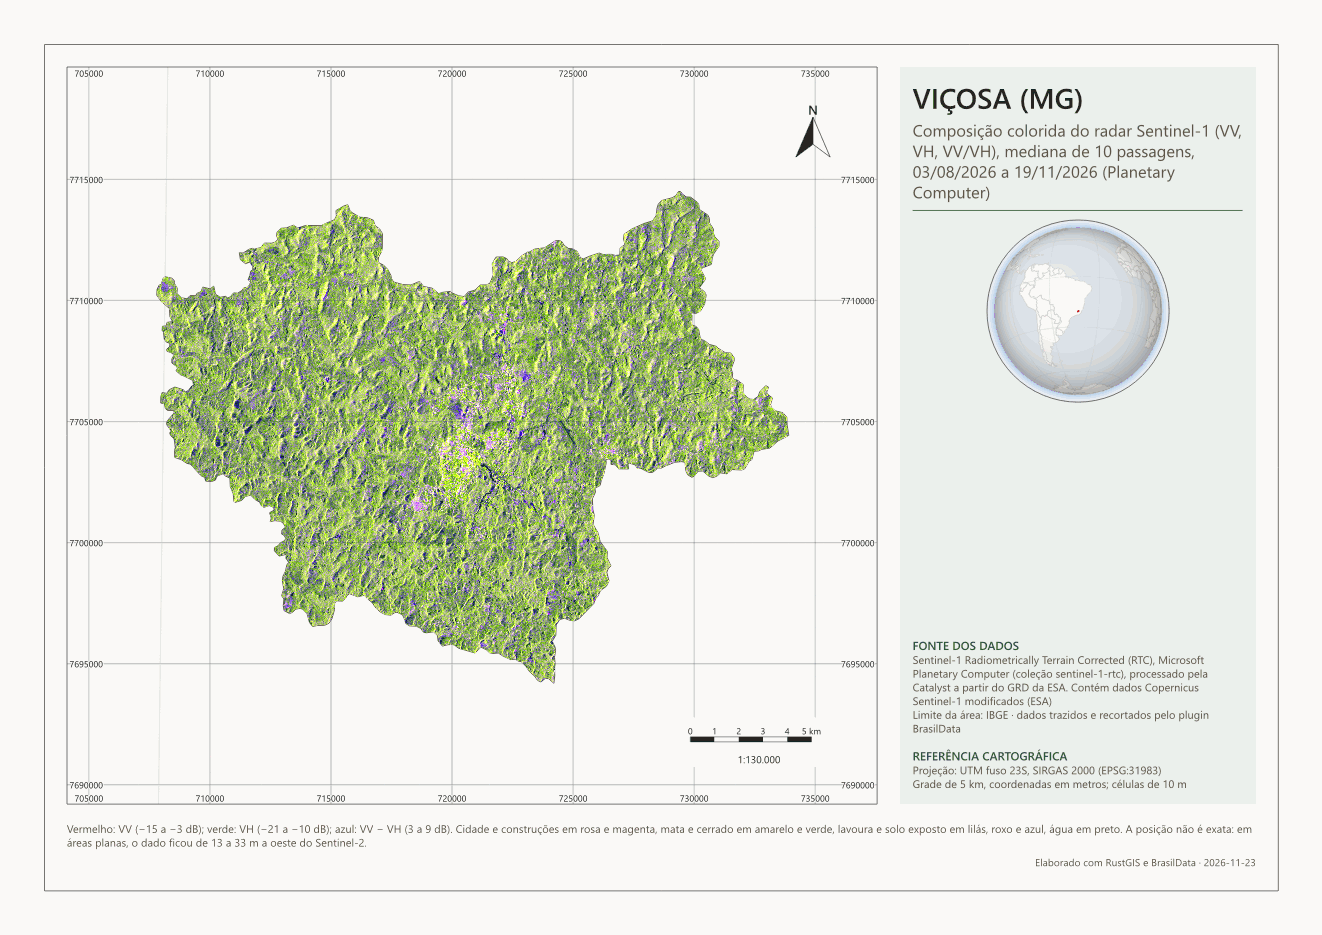 705000 710000 715000 720000 725000 730000 735000
N
7715000 7715000
7710000 7710000
7705000 7705000
7700000 7700000
7695000 7695000
0 1 2 3 4 5 km
1:130.000
7690000 7690000
705000 710000 715000 720000 725000 730000 735000
VIÇOSA (MG)
Composição colorida do radar Sentinel-1 (VV,
VH, VV/VH), mediana de 10 passagens,
03/08/2026 a 19/11/2026 (Planetary
Computer)
FONTE DOS DADOS
Sentinel-1 Radiometrically Terrain Corrected (RTC), Microsoft
Planetary Computer (coleção sentinel-1-rtc), processado pela
Catalyst a partir do GRD da ESA. Contém dados Copernicus
Sentinel-1 modificados (ESA)
Limite da área: IBGE · dados trazidos e recortados pelo plugin
BrasilData
REFERÊNCIA CARTOGRÁFICA
Projeção: UTM fuso 23S, SIRGAS 2000 (EPSG:31983)
Grade de 5 km, coordenadas em metros; células de 10 m
Vermelho: VV (−15 a −3 dB); verde: VH (−21 a −10 dB); azul: VV − VH (3 a 9 dB). Cidade e construções em rosa e magenta, mata e cerrado em amarelo e verde, lavoura e solo exposto em lilás, roxo e azul, água em preto. A posição não é exata: em
áreas planas, o dado ficou de 13 a 33 m a oeste do Sentinel-2.
Elaborado com RustGIS e BrasilData · 2026-11-23